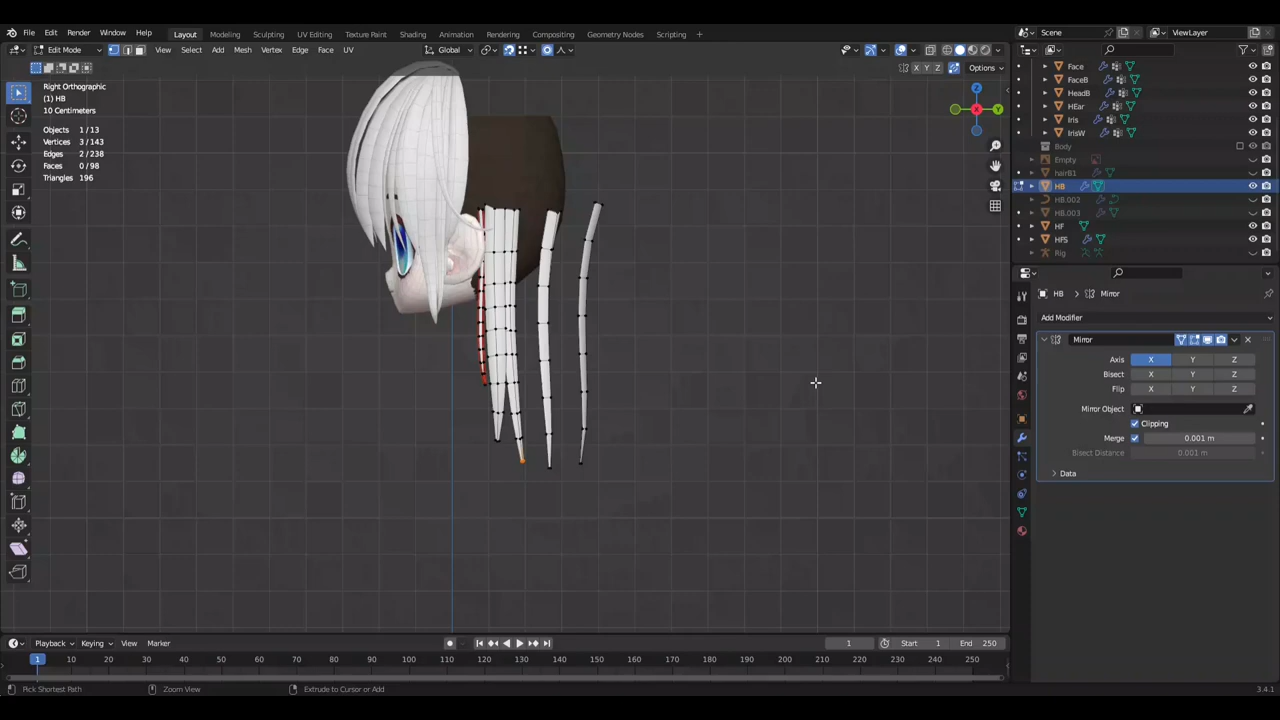 File Edit Render Window Help Layout Modeling Sculpting UV Editing Texture Paint Shading Animation Rendering Compositing Geometry Nodes Scripting + Scene ViewLayer
Edit Mode View Select Add Mesh Vertex Edge Face UV Global
X Y Z Options
Right Orthographic
(1) HB
10 Centimeters
Objects 1 / 13
Vertices 3 / 143
Edges 2 / 238
Faces 0 / 98
Triangles 196
Z
X
Y
Face
FaceB
HeadB
HEar
Iris
IrisW
Body
Empty
hairB1
HB
HB.002
HB.003
HF
HFS
Rig
HB > Mirror
Add Modifier
Mirror
Axis X Y Z
Bisect X Y Z
Flip X Y Z
Mirror Object
Clipping
Merge 0.001 m
Bisect Distance 0.001 m
Data
Playback Keying View Marker 1 Start 1 End 250
1 10 20 30 40 50 60 70 80 90 100 110 120 130 140 150 160 170 180 190 200 210 220 230 240 250
Pick Shortest Path Zoom View Extrude to Cursor or Add 3.4.1